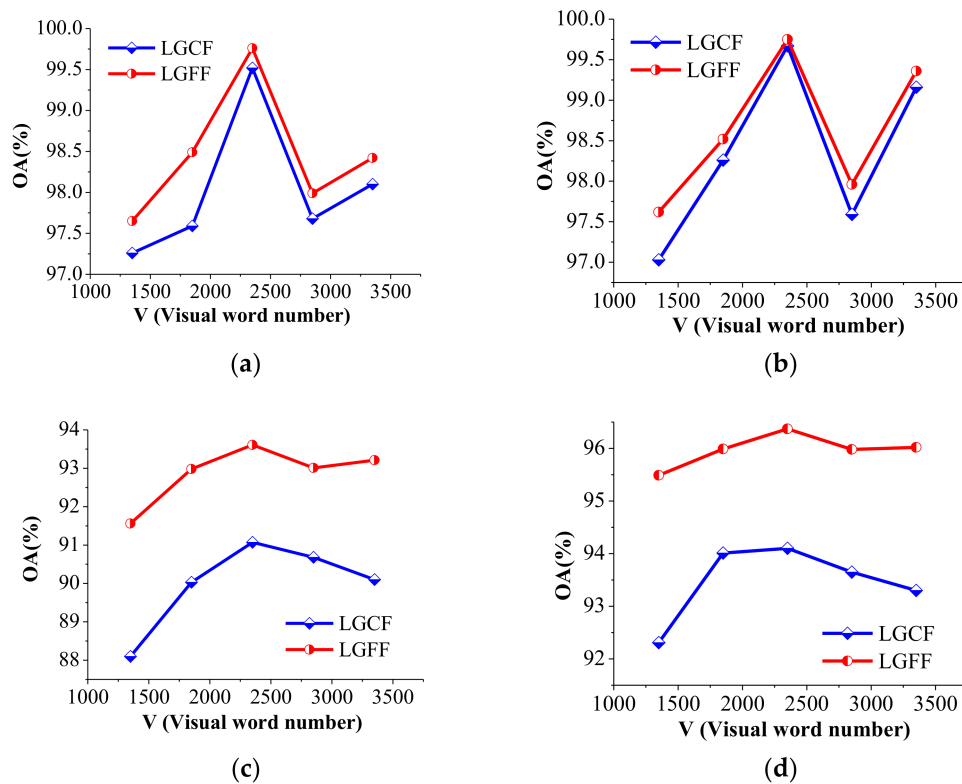 100.0
99.5
99.0
98.5
98.0
97.5
97.0
OA(%)
LGCF
LGFF
1000 1500 2000 2500 3000 3500
V (Visual word number)
(a)
100.0
99.5
99.0
98.5
98.0
97.5
97.0
OA(%)
LGCF
LGFF
1000 1500 2000 2500 3000 3500
V (Visual word number)
(b)
94
93
92
91
90
89
88
OA(%)
LGCF
LGFF
1000 1500 2000 2500 3000 3500
V (Visual word number)
(c)
96
95
94
93
92
OA(%)
LGCF
LGFF
1000 1500 2000 2500 3000 3500
V (Visual word number)
(d)